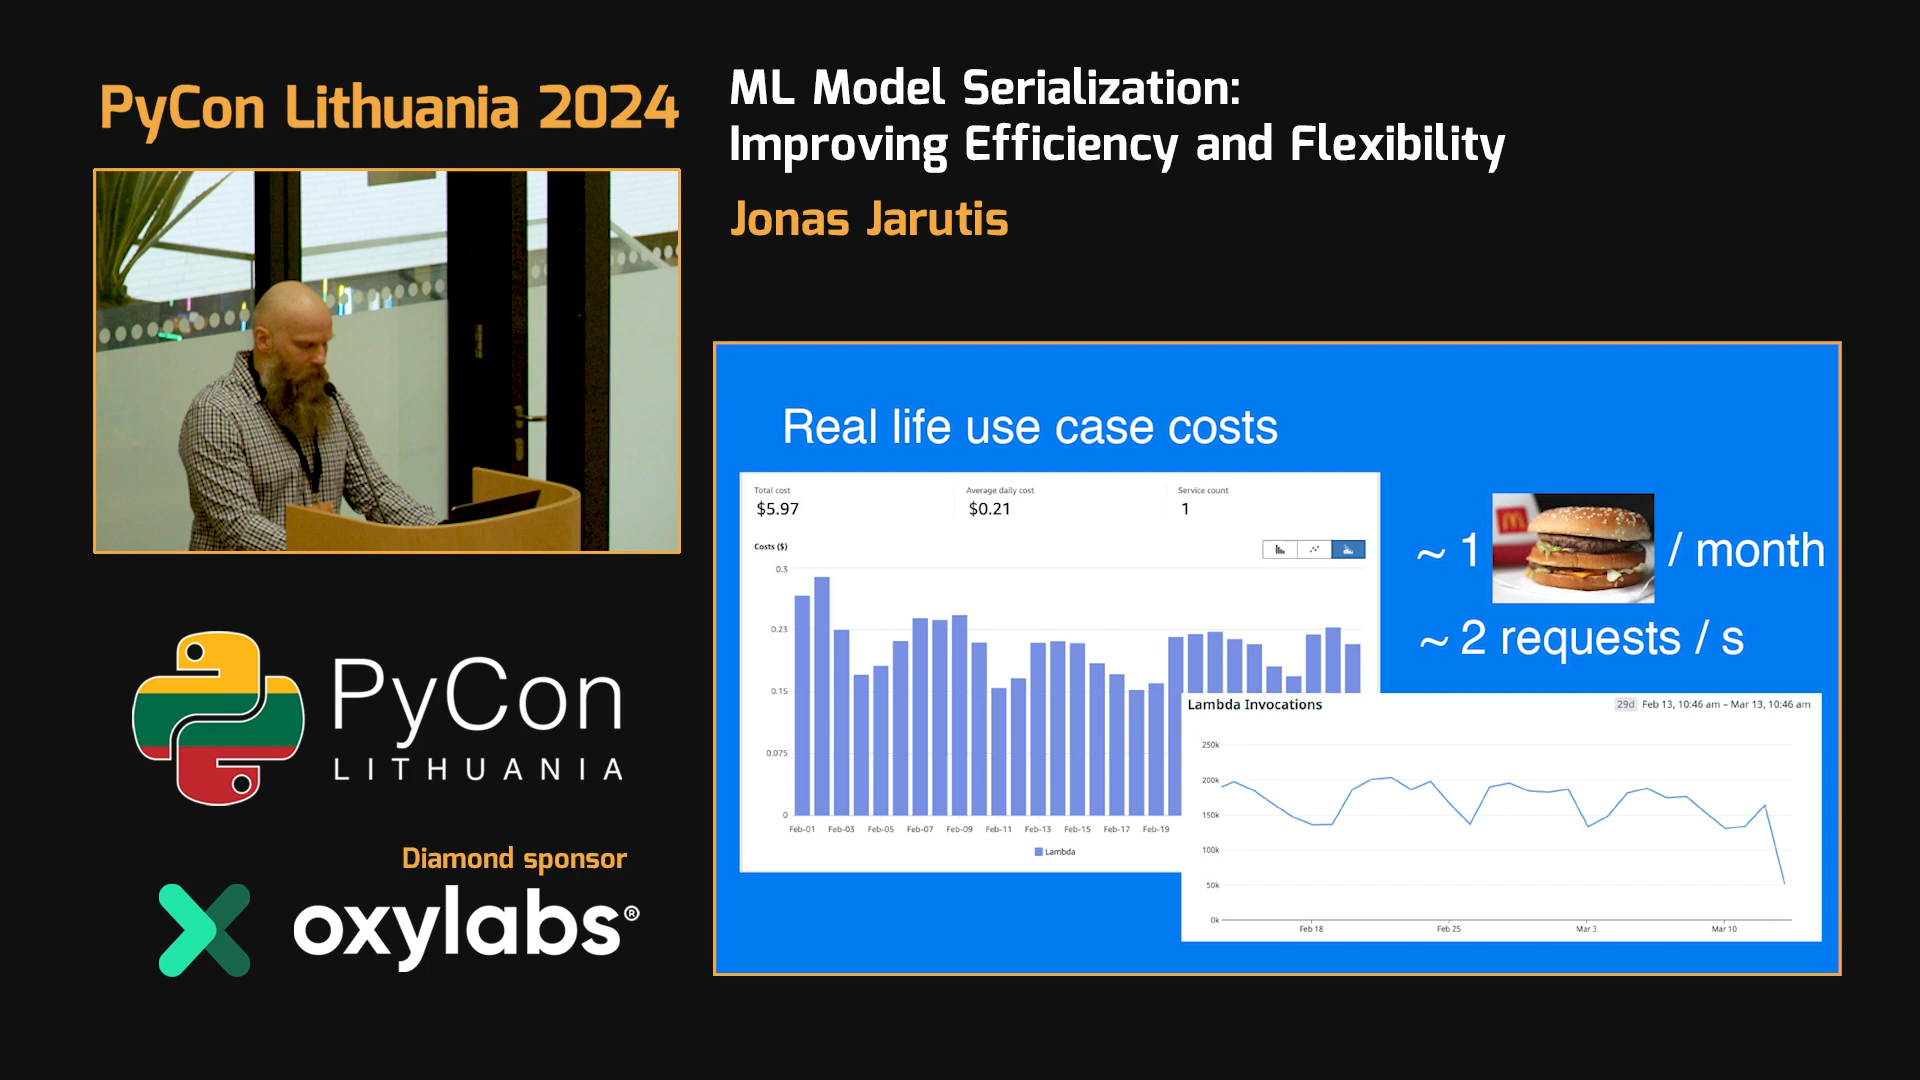 PyCon Lithuania 2024
ML Model Serialization:
Improving Efficiency and Flexibility
Jonas Jarutis
PyCon
LITHUANIA
Diamond sponsor
oxylabs®
Real life use case costs
Total cost
$5.97
Average daily cost
$0.21
Service count
1
Costs ($)
0.3
0.23
0.15
0.075
0
Feb-01 Feb-03 Feb-05 Feb-07 Feb-09 Feb-11 Feb-13 Feb-15 Feb-17 Feb-19
Lambda
~ 1 / month
~ 2 requests / s
Lambda Invocations
29d Feb 13, 10:46 am – Mar 13, 10:46 am
250k
200k
150k
100k
50k
0k
Feb 18 Feb 25 Mar 3 Mar 10